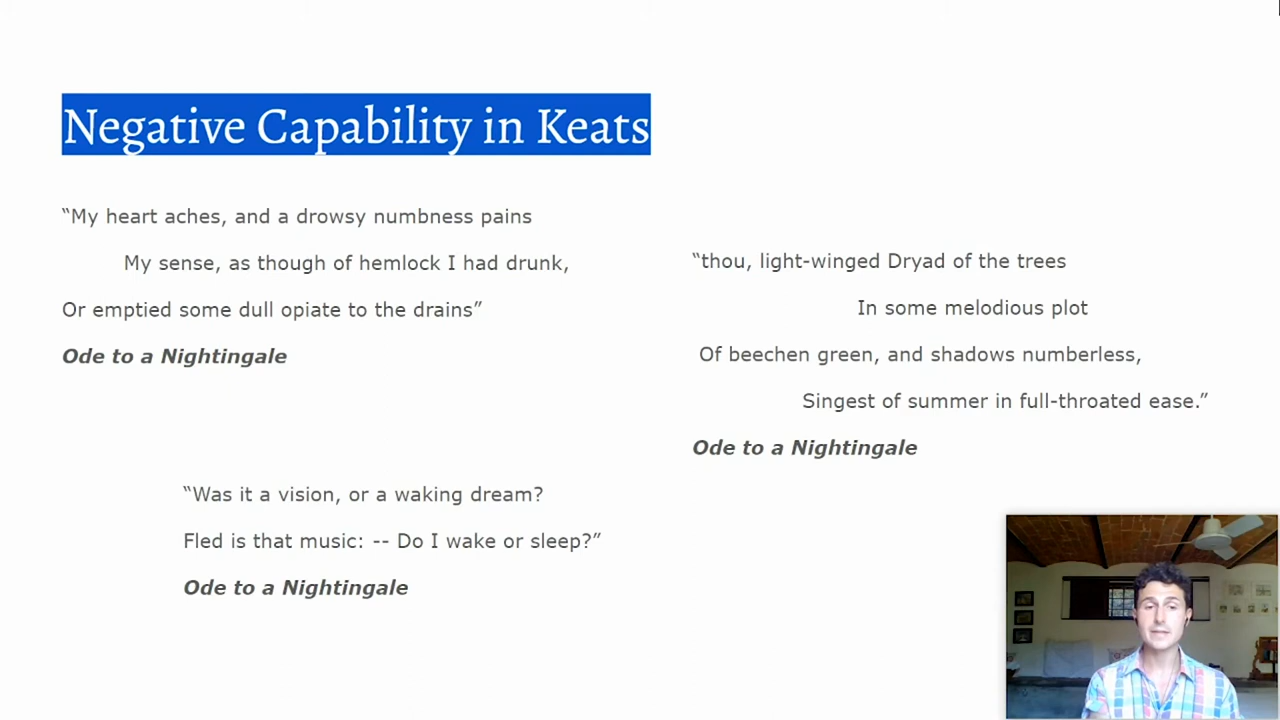 Negative Capability in Keats
“My heart aches, and a drowsy numbness pains
My sense, as though of hemlock I had drunk,
Or emptied some dull opiate to the drains”
Ode to a Nightingale
“thou, light-winged Dryad of the trees
In some melodious plot
Of beechen green, and shadows numberless,
Singest of summer in full-throated ease.”
Ode to a Nightingale
“Was it a vision, or a waking dream?
Fled is that music: -- Do I wake or sleep?”
Ode to a Nightingale